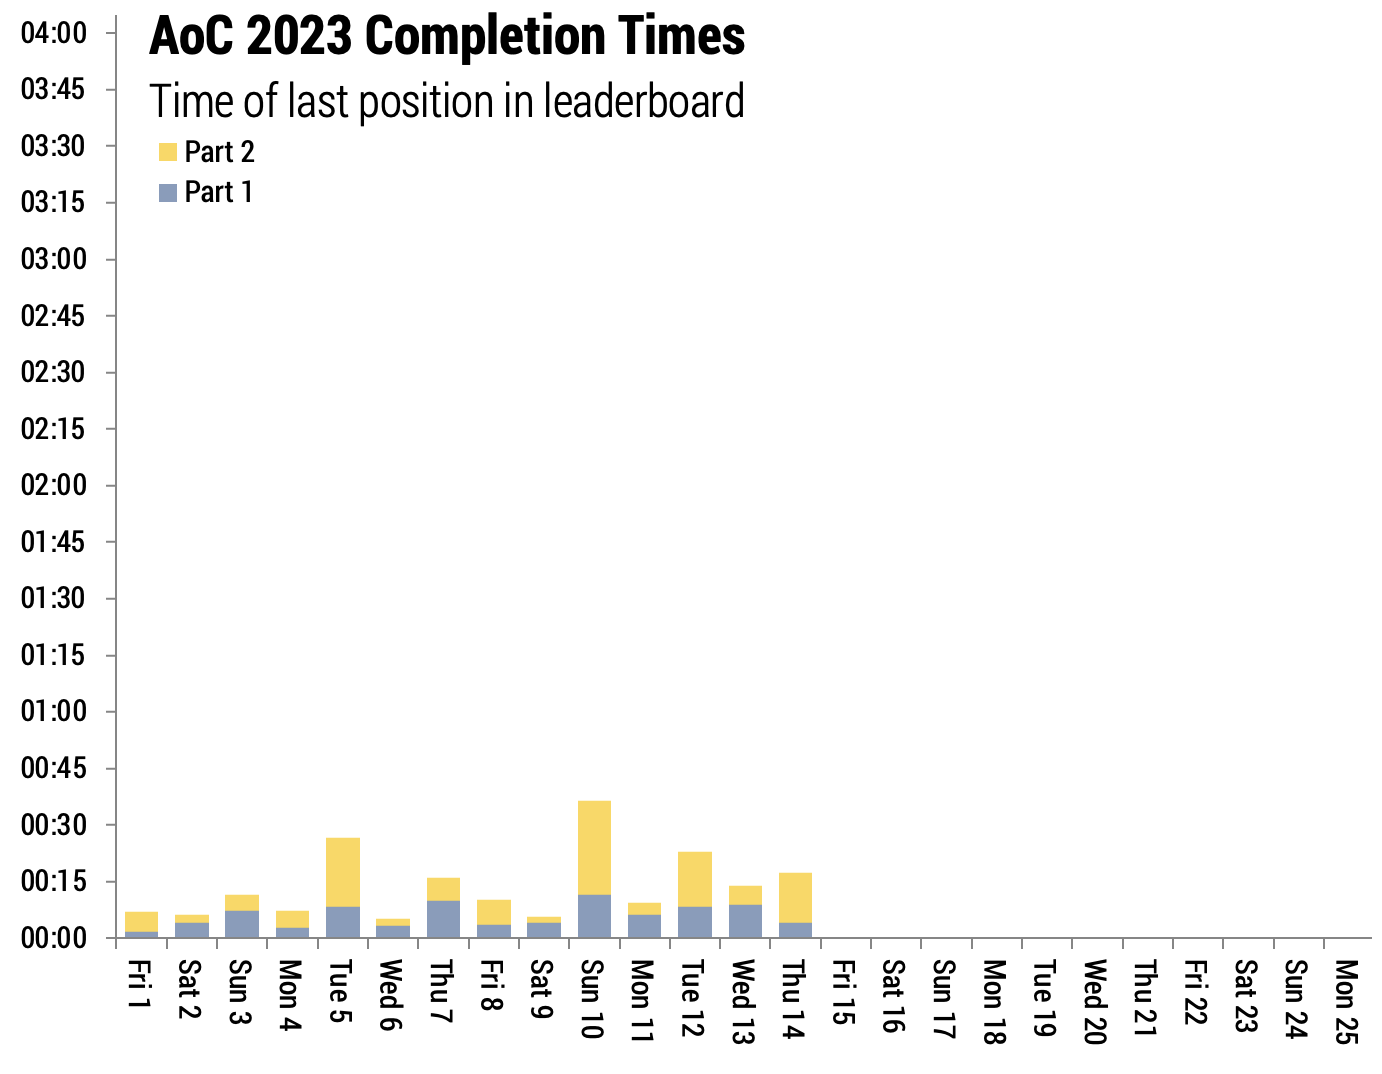 AoC 2023 Completion Times
Time of last position in leaderboard
Part 2
Part 1
04:00
03:45
03:30
03:15
03:00
02:45
02:30
02:15
02:00
01:45
01:30
01:15
01:00
00:45
00:30
00:15
00:00
Fri 1
Sat 2
Sun 3
Mon 4
Tue 5
Wed 6
Thu 7
Fri 8
Sat 9
Sun 10
Mon 11
Tue 12
Wed 13
Thu 14
Fri 15
Sat 16
Sun 17
Mon 18
Tue 19
Wed 20
Thu 21
Fri 22
Sat 23
Sun 24
Mon 25